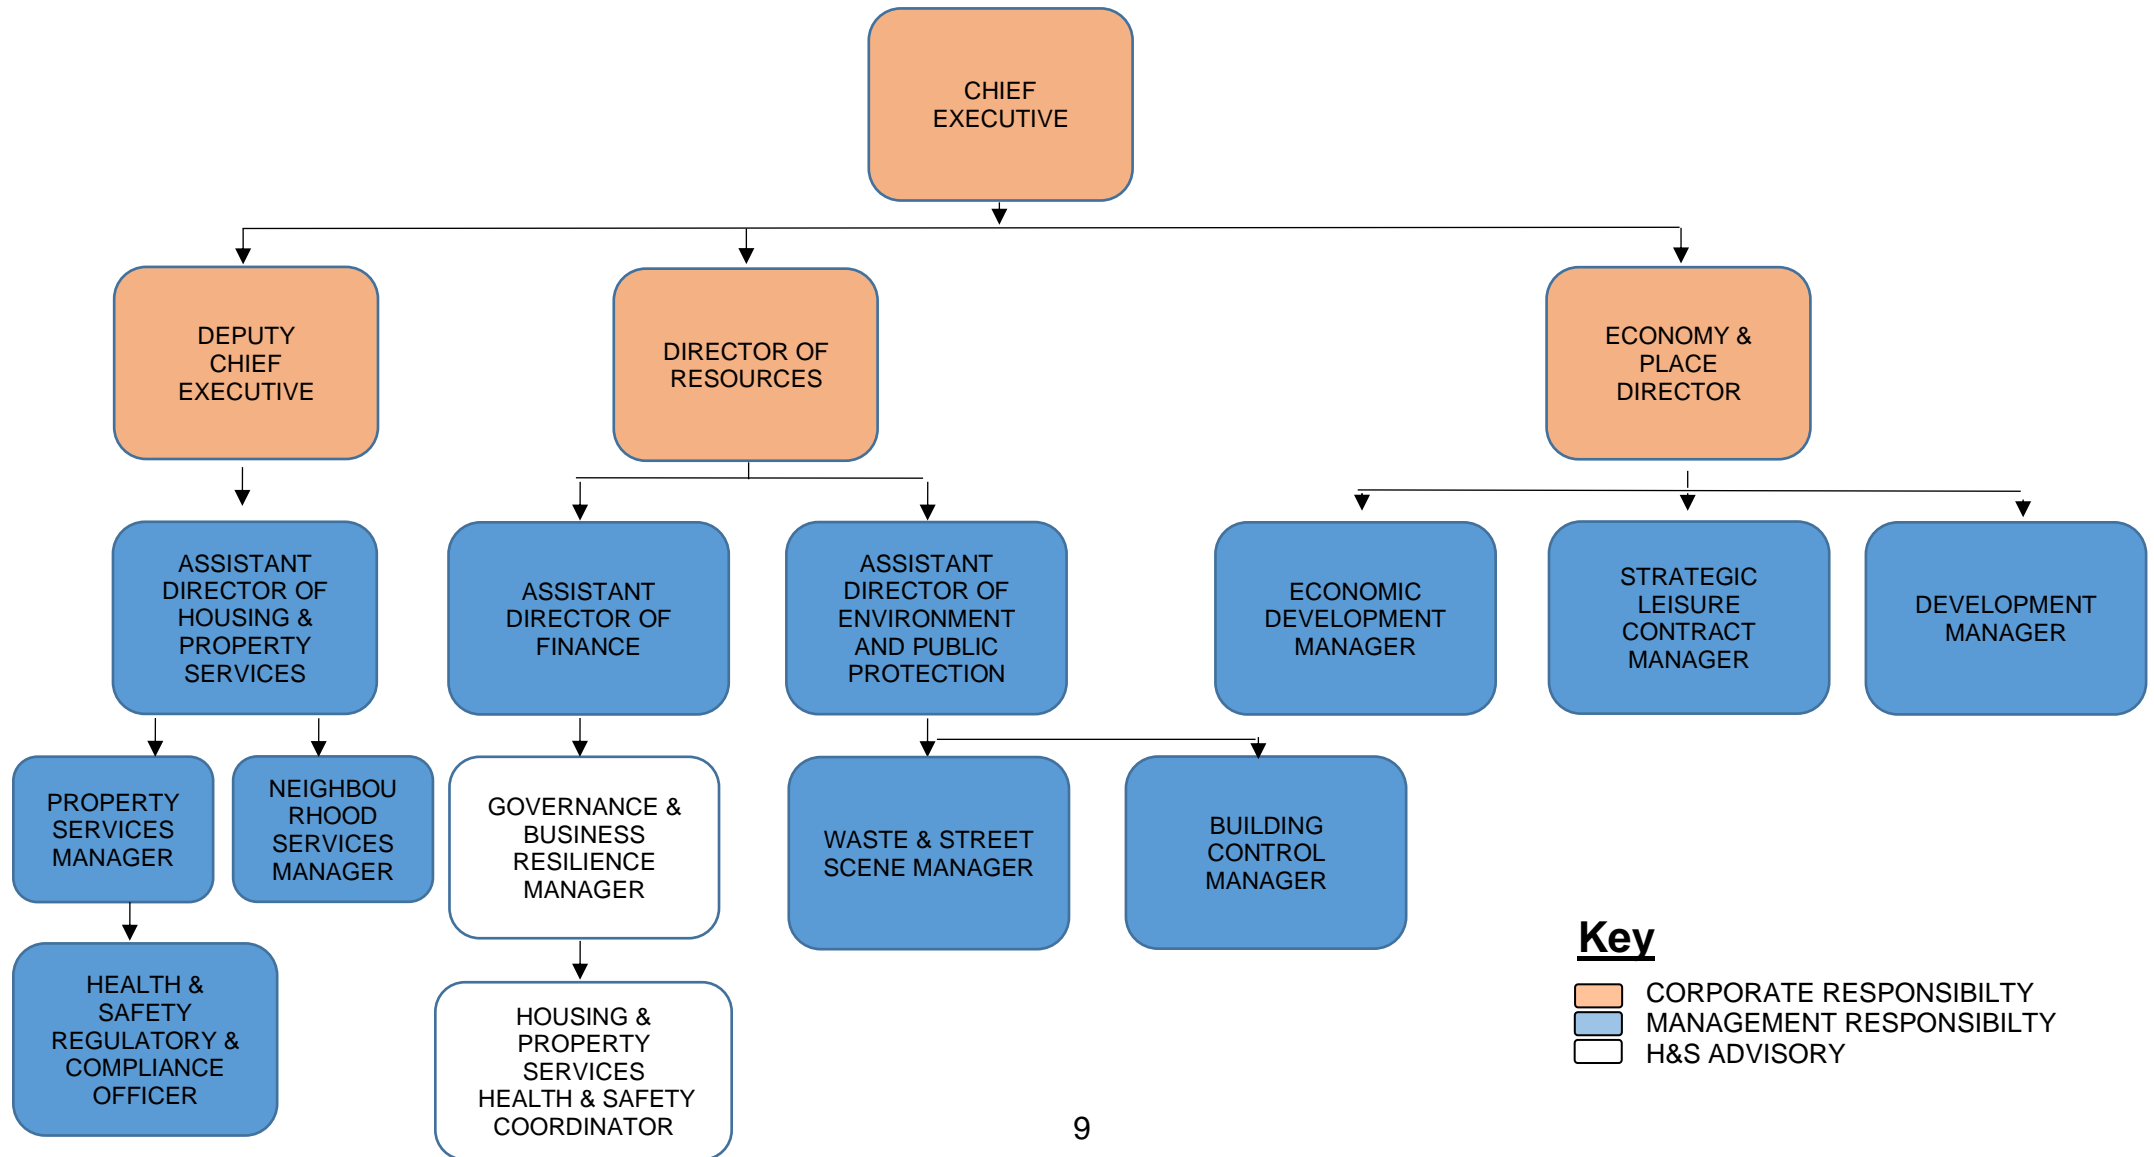 CHIEF
EXECUTIVE
DEPUTY
CHIEF
EXECUTIVE
DIRECTOR OF
RESOURCES
ECONOMY &
PLACE
DIRECTOR
ASSISTANT
DIRECTOR OF
HOUSING &
PROPERTY
SERVICES
ASSISTANT
DIRECTOR OF
FINANCE
ASSISTANT
DIRECTOR OF
ENVIRONMENT
AND PUBLIC
PROTECTION
ECONOMIC
DEVELOPMENT
MANAGER
STRATEGIC
LEISURE
CONTRACT
MANAGER
DEVELOPMENT
MANAGER
PROPERTY
SERVICES
MANAGER
NEIGHBOU
RHOOD
SERVICES
MANAGER
GOVERNANCE &
BUSINESS
RESILIENCE
MANAGER
WASTE & STREET
SCENE MANAGER
BUILDING
CONTROL
MANAGER
HEALTH &
SAFETY
REGULATORY &
COMPLIANCE
OFFICER
HOUSING &
PROPERTY
SERVICES
HEALTH & SAFETY
COORDINATOR
Key
CORPORATE RESPONSIBILTY
MANAGEMENT RESPONSIBILTY
H&S ADVISORY
9